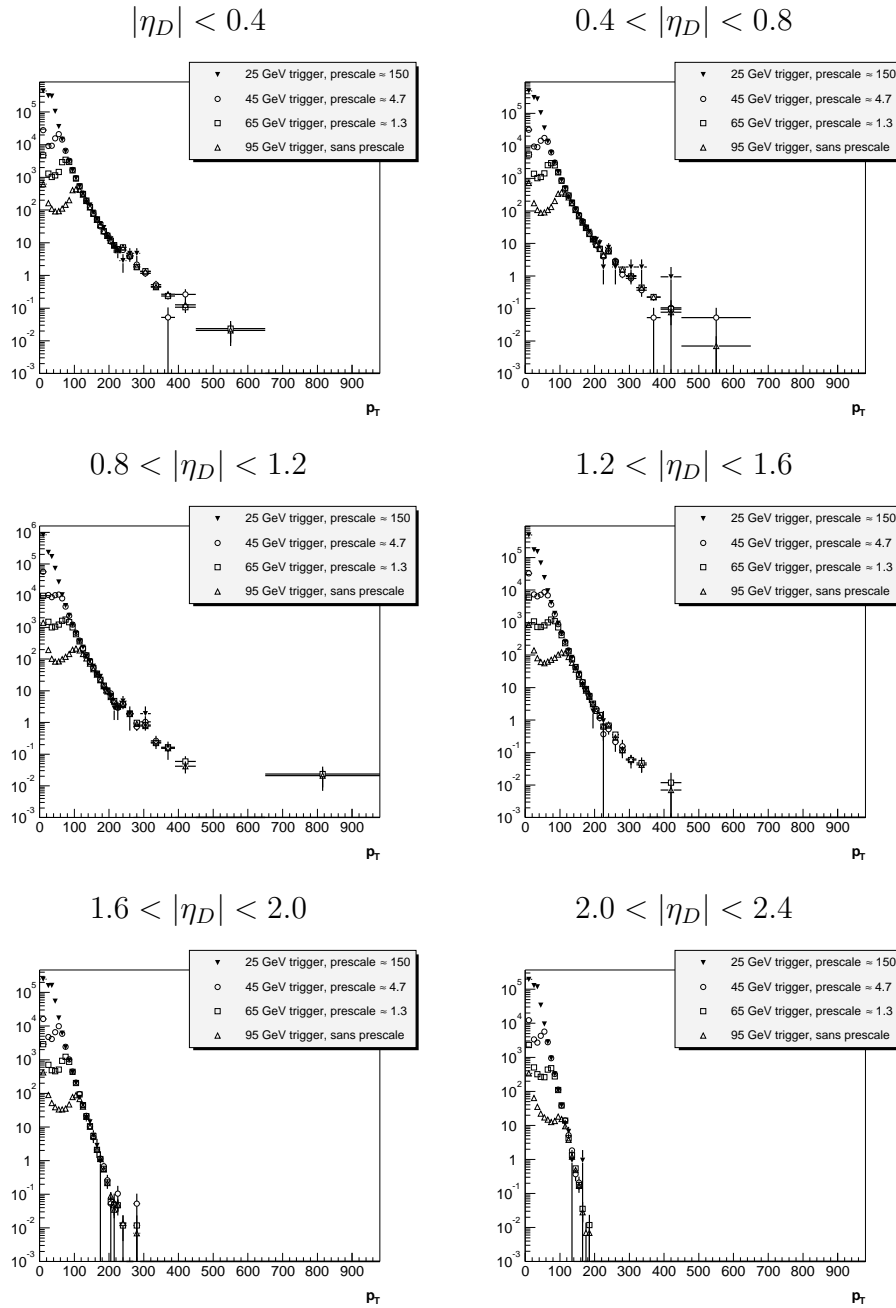 |η_D| < 0.4
25 GeV trigger, prescale ≈ 150
45 GeV trigger, prescale ≈ 4.7
65 GeV trigger, prescale ≈ 1.3
95 GeV trigger, sans prescale
10^5
10^4
10^3
10^2
10
1
10^-1
10^-2
10^-3
0 100 200 300 400 500 600 700 800 900
p_T
0.4 < |η_D| < 0.8
25 GeV trigger, prescale ≈ 150
45 GeV trigger, prescale ≈ 4.7
65 GeV trigger, prescale ≈ 1.3
95 GeV trigger, sans prescale
10^5
10^4
10^3
10^2
10
1
10^-1
10^-2
10^-3
0 100 200 300 400 500 600 700 800 900
p_T
0.8 < |η_D| < 1.2
25 GeV trigger, prescale ≈ 150
45 GeV trigger, prescale ≈ 4.7
65 GeV trigger, prescale ≈ 1.3
95 GeV trigger, sans prescale
10^6
10^5
10^4
10^3
10^2
10
1
10^-1
10^-2
10^-3
0 100 200 300 400 500 600 700 800 900
p_T
1.2 < |η_D| < 1.6
25 GeV trigger, prescale ≈ 150
45 GeV trigger, prescale ≈ 4.7
65 GeV trigger, prescale ≈ 1.3
95 GeV trigger, sans prescale
10^5
10^4
10^3
10^2
10
1
10^-1
10^-2
10^-3
0 100 200 300 400 500 600 700 800 900
p_T
1.6 < |η_D| < 2.0
25 GeV trigger, prescale ≈ 150
45 GeV trigger, prescale ≈ 4.7
65 GeV trigger, prescale ≈ 1.3
95 GeV trigger, sans prescale
10^5
10^4
10^3
10^2
10
1
10^-1
10^-2
10^-3
0 100 200 300 400 500 600 700 800 900
p_T
2.0 < |η_D| < 2.4
25 GeV trigger, prescale ≈ 150
45 GeV trigger, prescale ≈ 4.7
65 GeV trigger, prescale ≈ 1.3
95 GeV trigger, sans prescale
10^5
10^4
10^3
10^2
10
1
10^-1
10^-2
10^-3
0 100 200 300 400 500 600 700 800 900
p_T